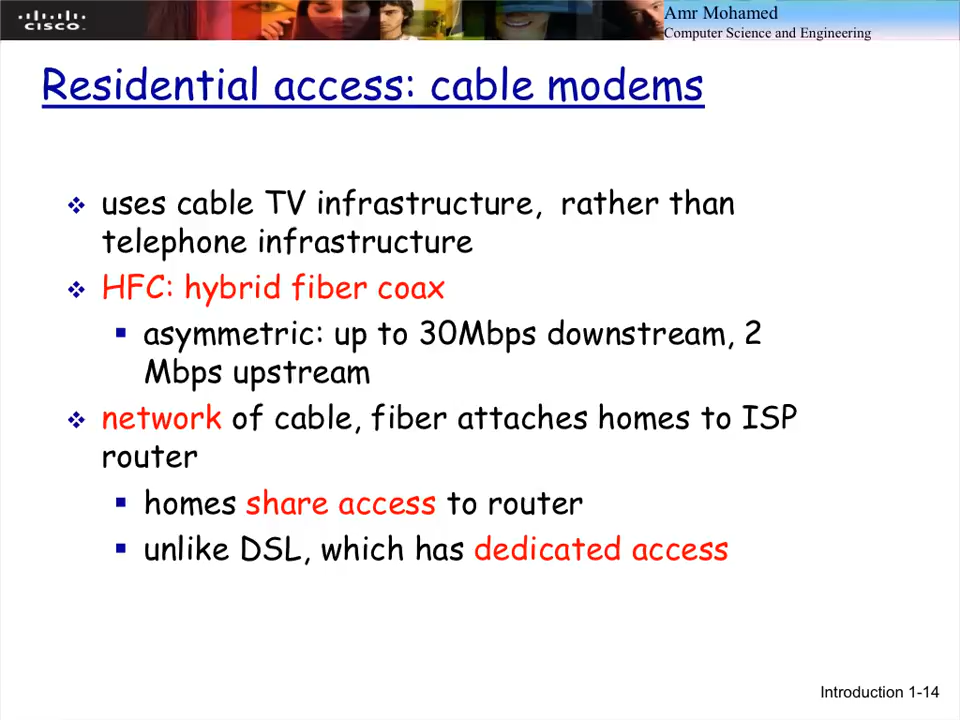 CISCO
Amr Mohamed
Computer Science and Engineering
Residential access: cable modems
uses cable TV infrastructure, rather than
telephone infrastructure
HFC: hybrid fiber coax
asymmetric: up to 30Mbps downstream, 2
Mbps upstream
network of cable, fiber attaches homes to ISP
router
homes share access to router
unlike DSL, which has dedicated access
Introduction 1-14